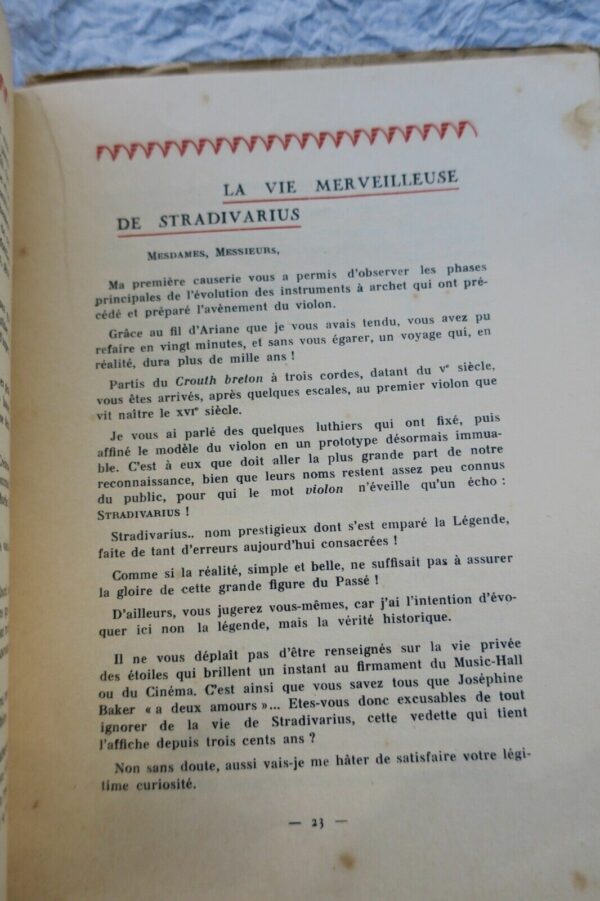 LA VIE MERVEILLEUSE
DE STRADIVARIUS
MESDAMES, MESSIEURS,
Ma première causerie vous a permis d'observer les phases
principales de l'évolution des instruments à archet qui ont pré-
cédé et préparé l'avènement du violon.
Grâce au fil d'Ariane que je vous avais tendu, vous avez pu
refaire en vingt minutes, et sans vous égarer, un voyage qui, en
réalité, dura plus de mille ans !
Partis du Crouth breton à trois cordes, datant du Vᵉ siècle,
vous êtes arrivés, après quelques escales, au premier violon que
vit naître le XVIᵉ siècle.
Je vous ai parlé des quelques luthiers qui ont fixé, puis
affiné le modèle du violon en un prototype désormais immua-
ble. C'est à eux que doit aller la plus grande part de notre
reconnaissance, bien que leurs noms restent assez peu connus
du public, pour qui le mot violon n'éveille qu'un écho :
STRADIVARIUS !
Stradivarius.. nom prestigieux dont s'est emparé la Légende,
faite de tant d'erreurs aujourd'hui consacrées !
Comme si la réalité, simple et belle, ne suffisait pas à assurer
la gloire de cette grande figure du Passé !
D'ailleurs, vous jugerez vous-mêmes, car j'ai l'intention d'évo-
quer ici non la légende, mais la vérité historique.
Il ne vous déplaît pas d'être renseignés sur la vie privée
des étoiles qui brillent un instant au firmament du Music-Hall
ou du Cinéma. C'est ainsi que vous savez tous que Joséphine
Baker « a deux amours »... Etes-vous donc excusables de tout
ignorer de la vie de Stradivarius, cette vedette qui tient
l'affiche depuis trois cents ans ?
Non sans doute, aussi vais-je me hâter de satisfaire votre légi-
time curiosité.
— 23 —